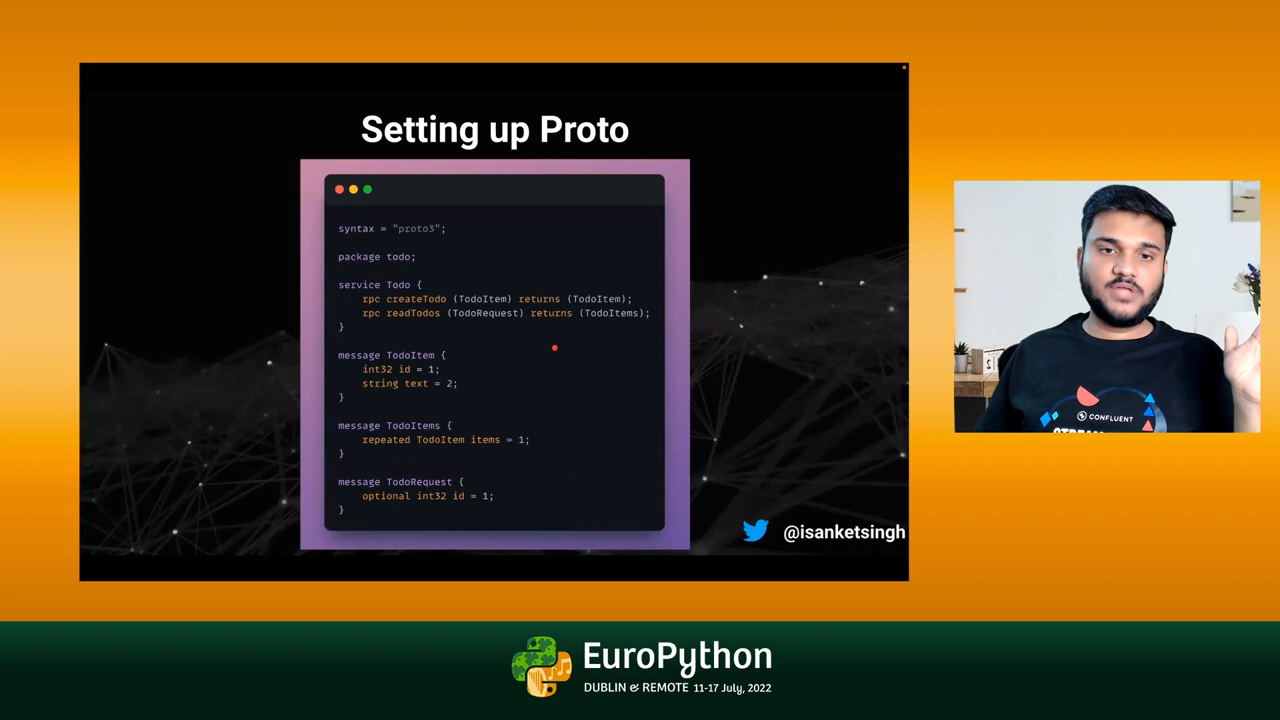 Setting up Proto
syntax = "proto3";
package todo;
service Todo {
rpc createTodo (TodoItem) returns (TodoItem);
rpc readTodos (TodoRequest) returns (TodoItems);
}
message TodoItem {
int32 id = 1;
string text = 2;
}
message TodoItems {
repeated TodoItem items = 1;
}
message TodoRequest {
optional int32 id = 1;
}
@isanketsingh
CONFLUENT
EuroPython
DUBLIN & REMOTE 11-17 July, 2022